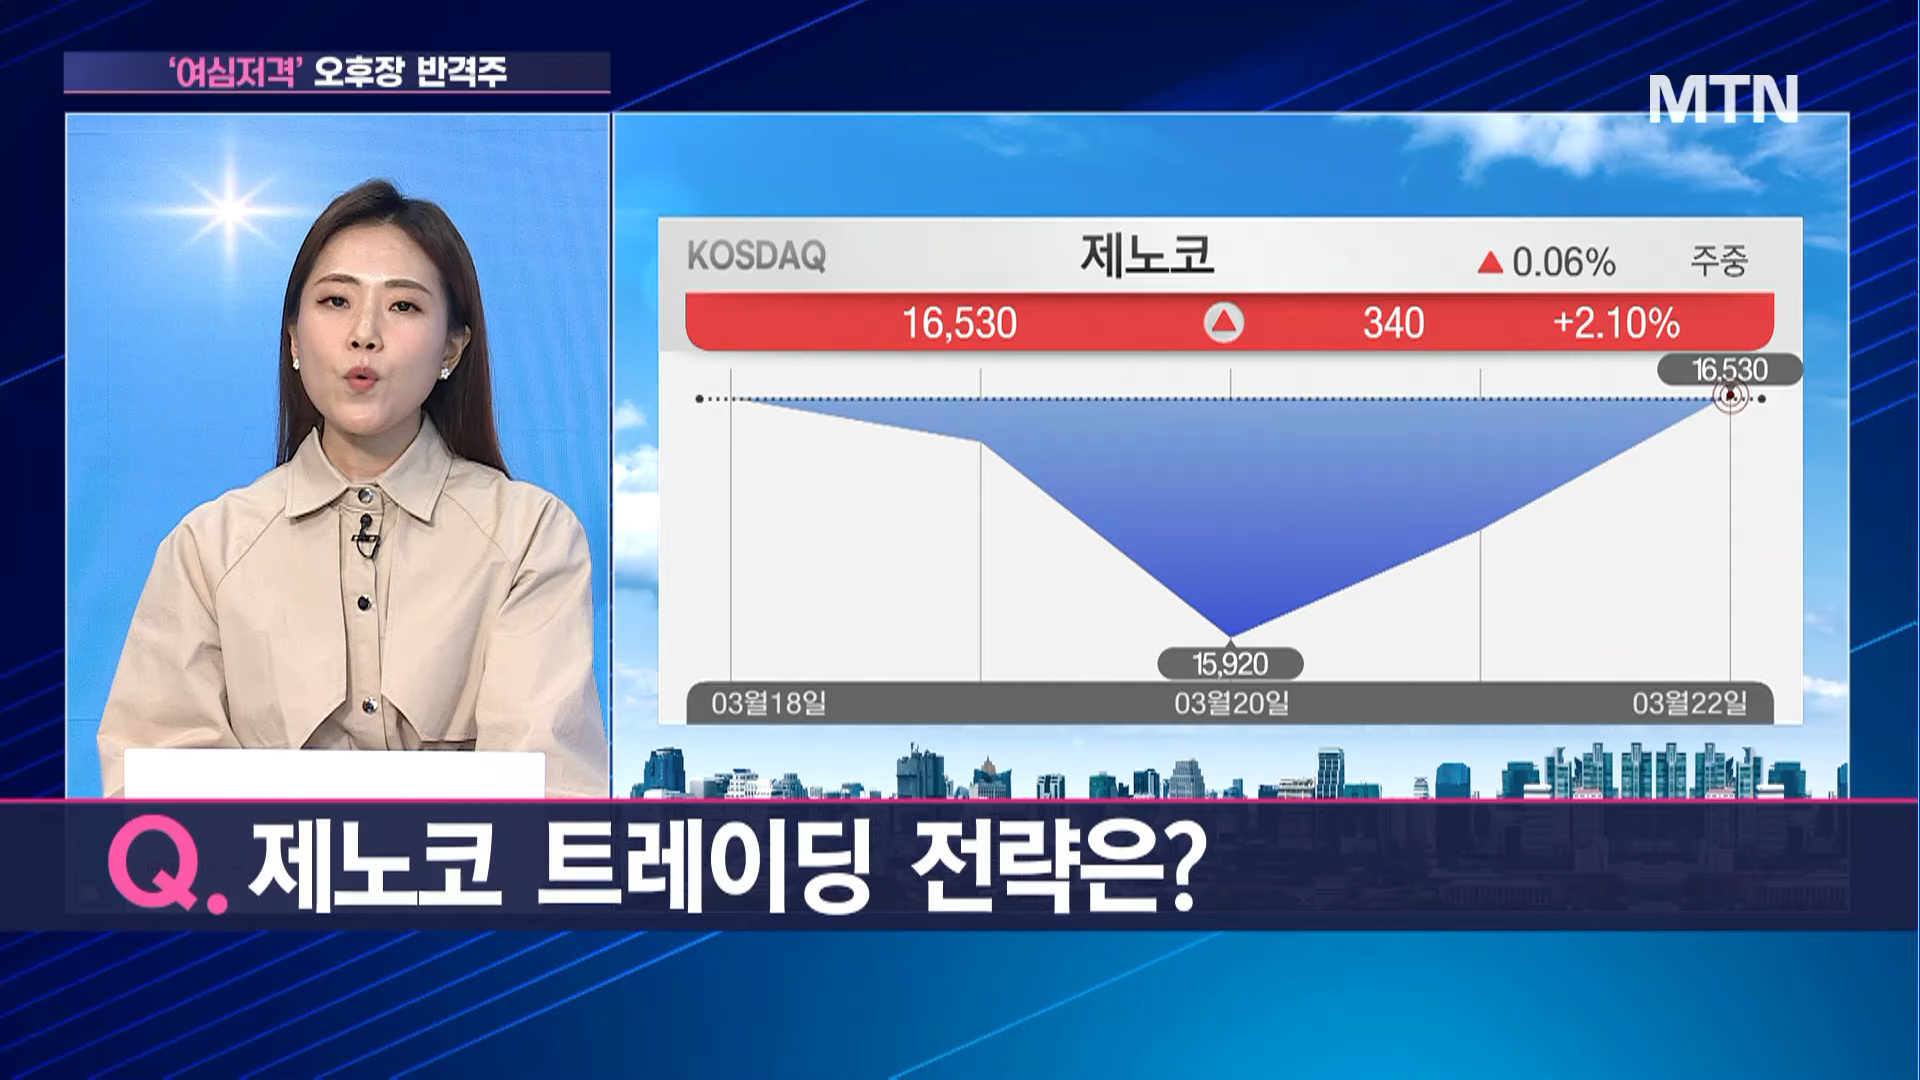 ‘여심저격’ 오후장 반격주
MTN
KOSDAQ 제노코 ▲ 0.06% 주중
16,530 ▲ 340 +2.10%
16,530
15,920
03월18일 03월20일 03월22일
Q. 제노코 트레이딩 전략은?